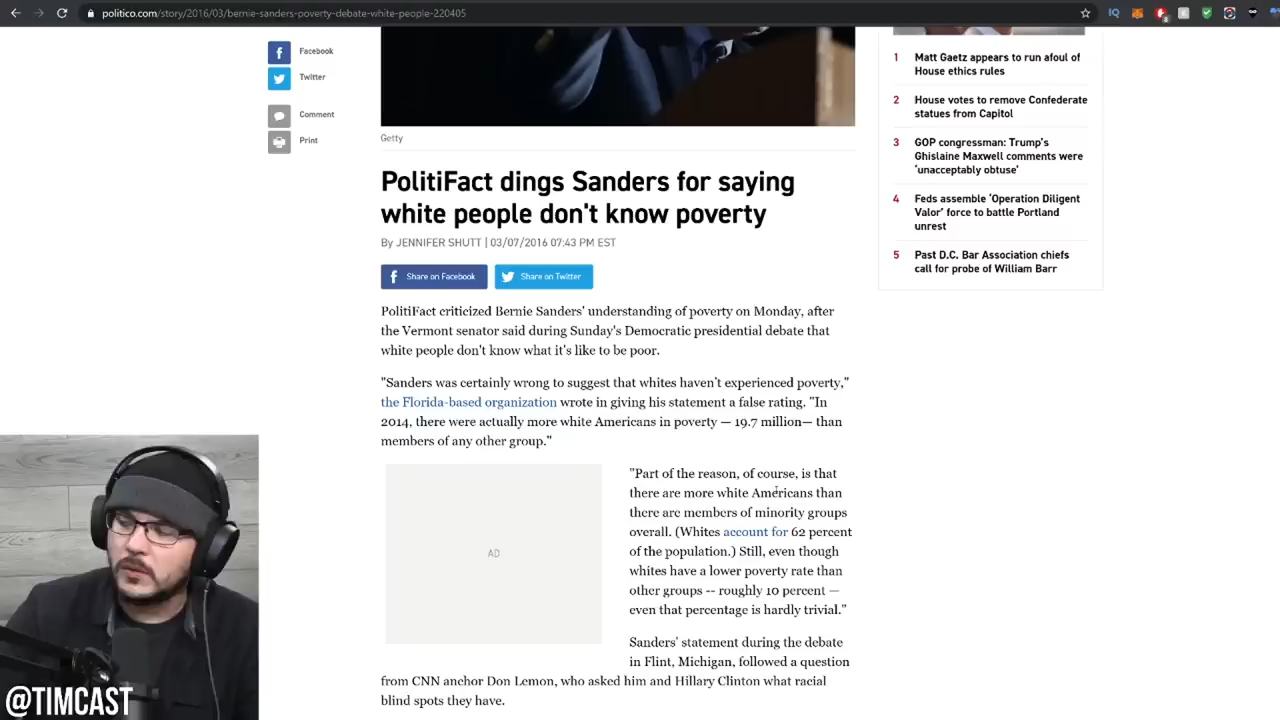 politico.com/story/2016/03/bernie-sanders-poverty-debate-white-people-220405
Facebook
Twitter
Comment
Print
Getty
PolitiFact dings Sanders for saying
white people don't know poverty
By JENNIFER SHUTT | 03/07/2016 07:43 PM EST
Share on Facebook
Share on Twitter
PolitiFact criticized Bernie Sanders' understanding of poverty on Monday, after
the Vermont senator said during Sunday's Democratic presidential debate that
white people don't know what it's like to be poor.
"Sanders was certainly wrong to suggest that whites haven't experienced poverty,"
the Florida-based organization wrote in giving his statement a false rating. "In
2014, there were actually more white Americans in poverty — 19.7 million— than
members of any other group."
AD
"Part of the reason, of course, is that
there are more white Americans than
there are members of minority groups
overall. (Whites account for 62 percent
of the population.) Still, even though
whites have a lower poverty rate than
other groups -- roughly 10 percent —
even that percentage is hardly trivial."
Sanders' statement during the debate
in Flint, Michigan, followed a question
from CNN anchor Don Lemon, who asked him and Hillary Clinton what racial
blind spots they have.
1 Matt Gaetz appears to run afoul of
House ethics rules
2 House votes to remove Confederate
statues from Capitol
3 GOP congressman: Trump's
Ghislaine Maxwell comments were
'unacceptably obtuse'
4 Feds assemble 'Operation Diligent
Valor' force to battle Portland
unrest
5 Past D.C. Bar Association chiefs
call for probe of William Barr
@TIMCAST